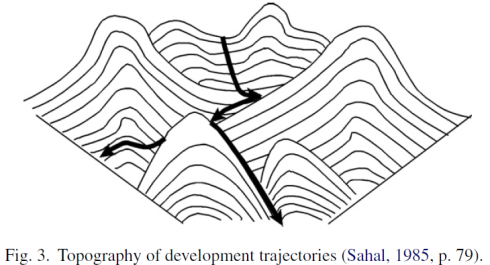 Fig. 3. Topography of development trajectories (Sahal, 1985, p. 79).